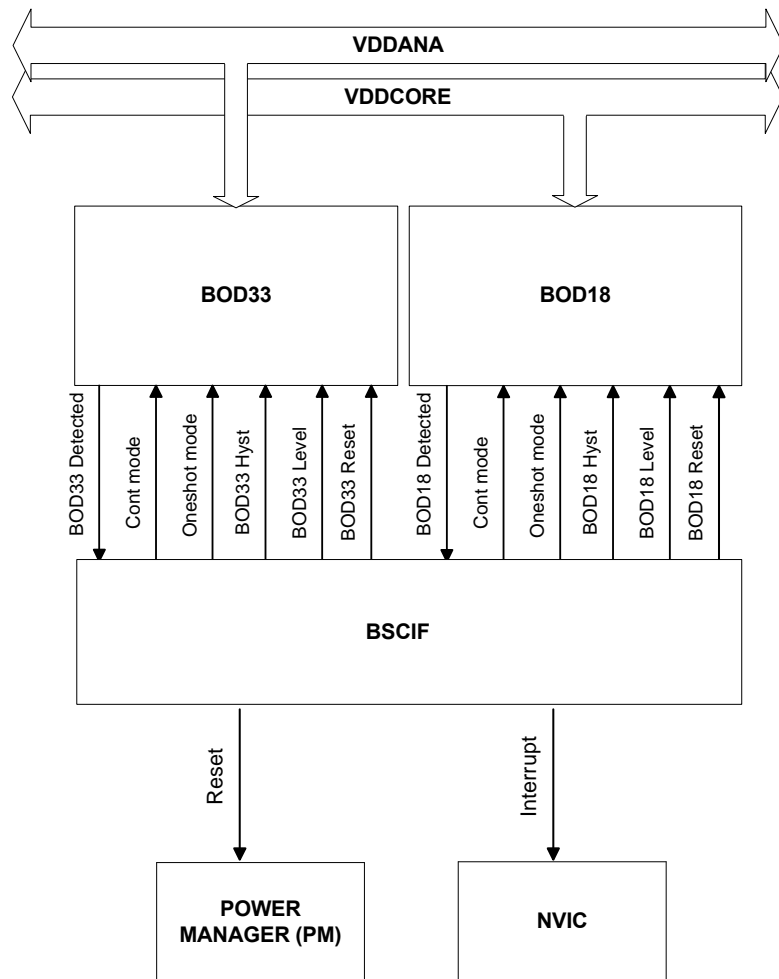 VDDANA
VDDCORE
BOD33
BOD18
BOD33 Detected
Cont mode
Oneshot mode
BOD33 Hyst
BOD33 Level
BOD33 Reset
BOD18 Detected
Cont mode
Oneshot mode
BOD18 Hyst
BOD18 Level
BOD18 Reset
BSCIF
Reset
Interrupt
POWER
MANAGER (PM)
NVIC